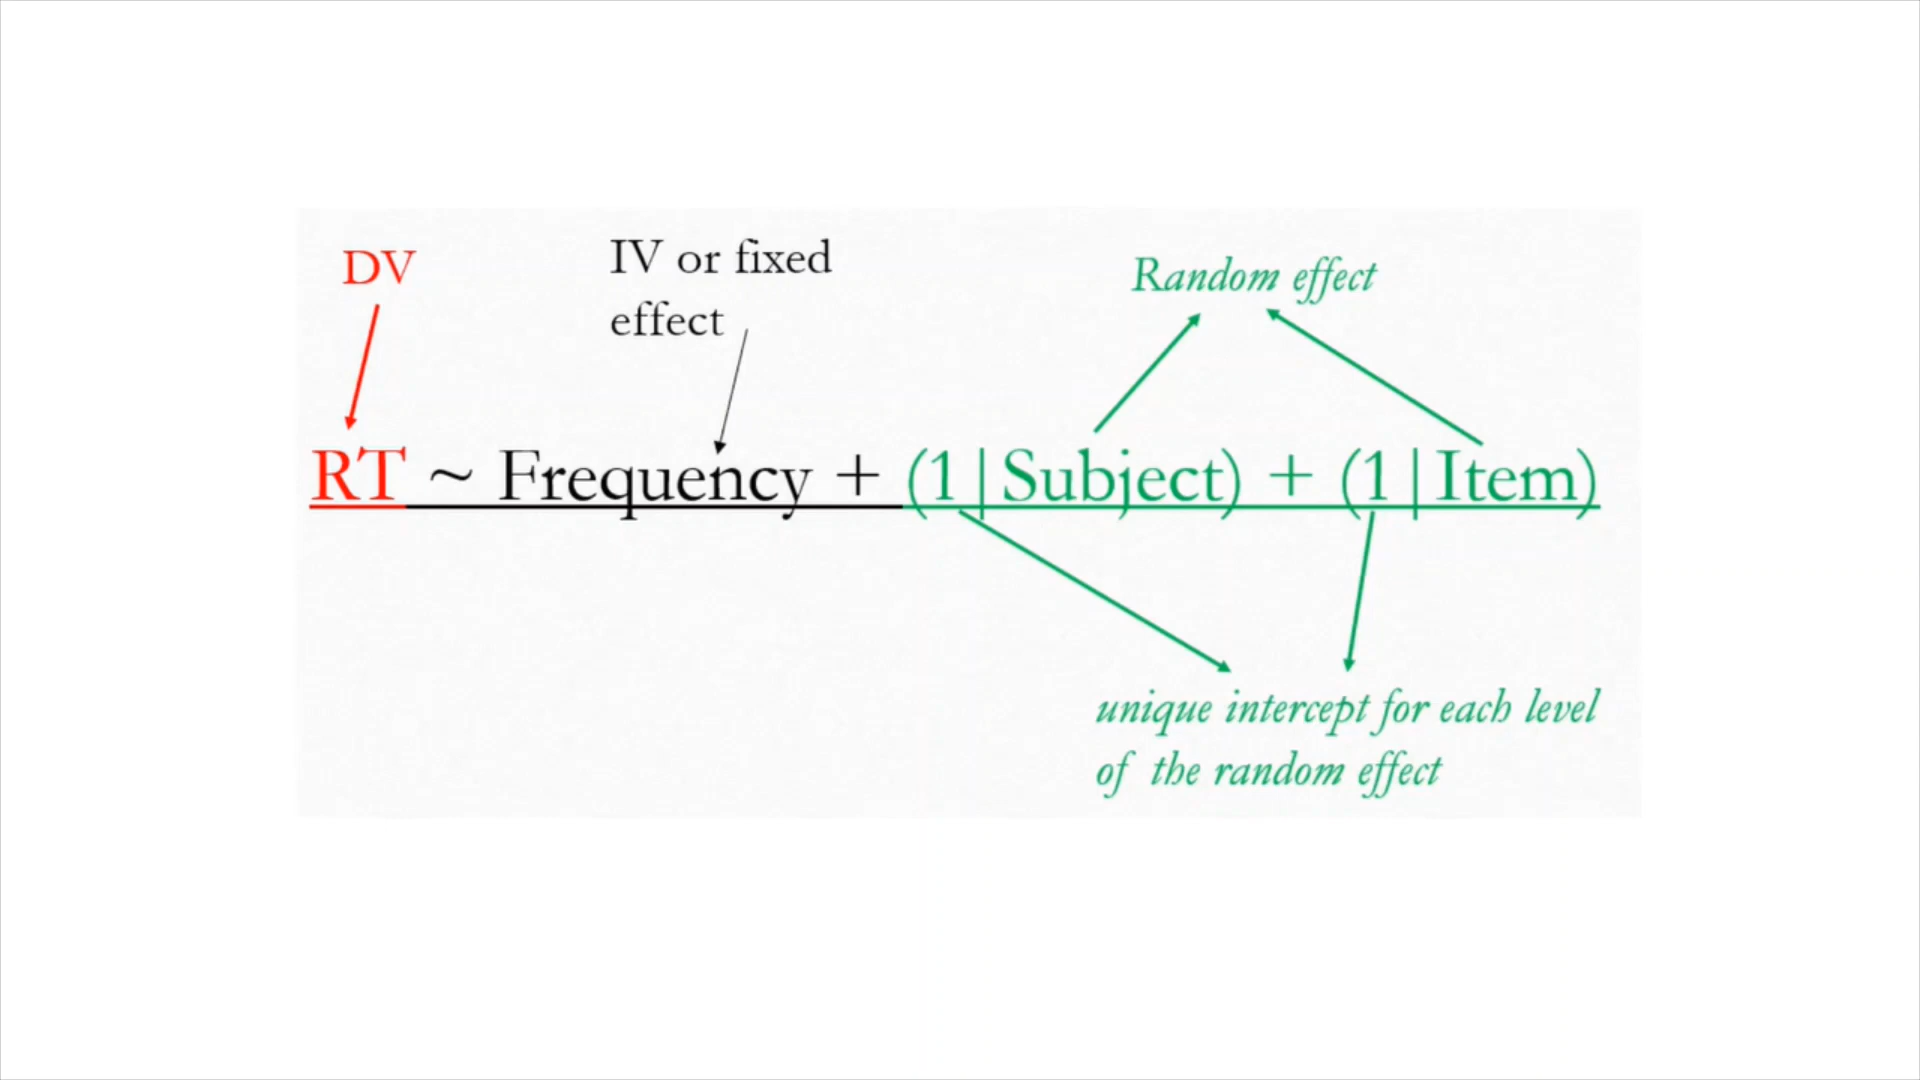 DV
IV or fixed
effect
Random effect
RT ~ Frequency + (1|Subject) + (1|Item)
unique intercept for each level
of the random effect